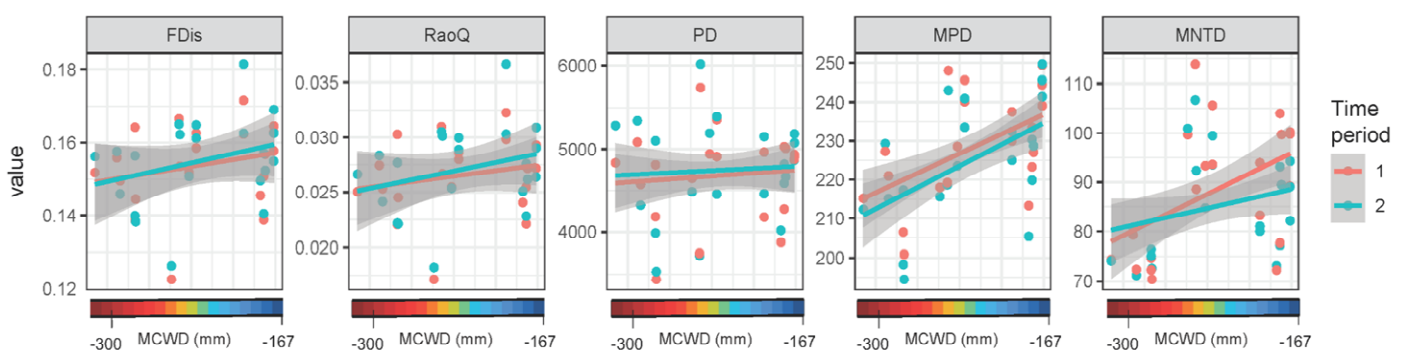 FDis RaoQ PD MPD MNTD
value
0.18
0.16
0.14
0.12
0.035
0.030
0.025
0.020
6000
5000
4000
250
240
230
220
210
200
110
100
90
80
70
-300 MCWD (mm) -167
-300 MCWD (mm) -167
-300 MCWD (mm) -167
-300 MCWD (mm) -167
-300 MCWD (mm) -167
Time
period
1
2